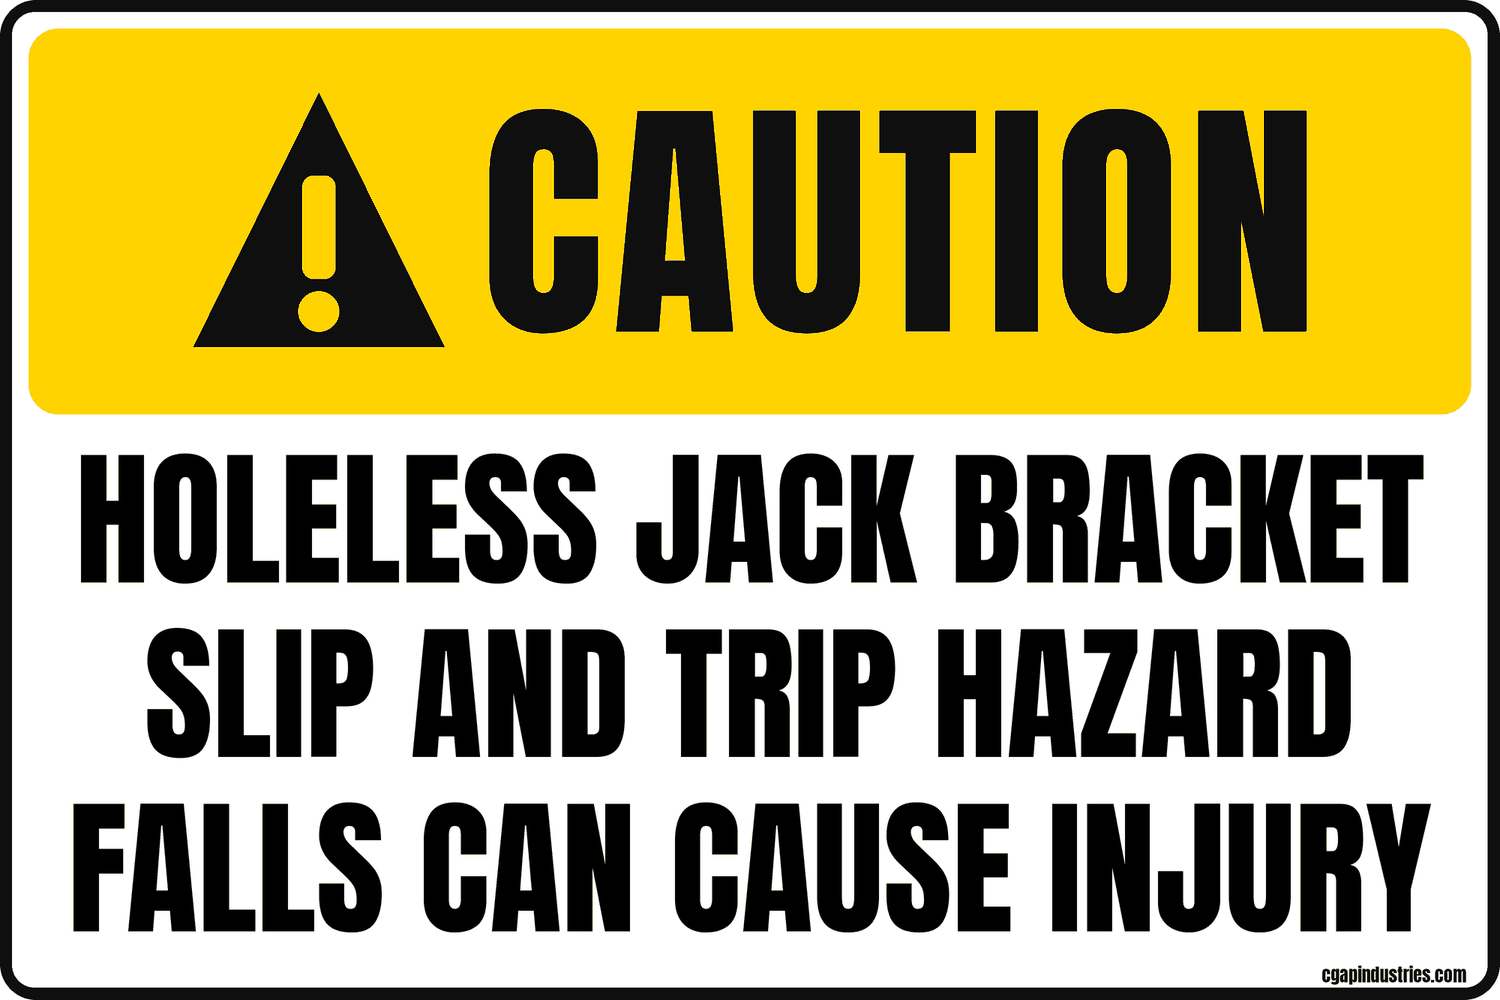 CAUTION
HOLELESS JACK BRACKET
SLIP AND TRIP HAZARD
FALLS CAN CAUSE INJURY
cgapindustries.com